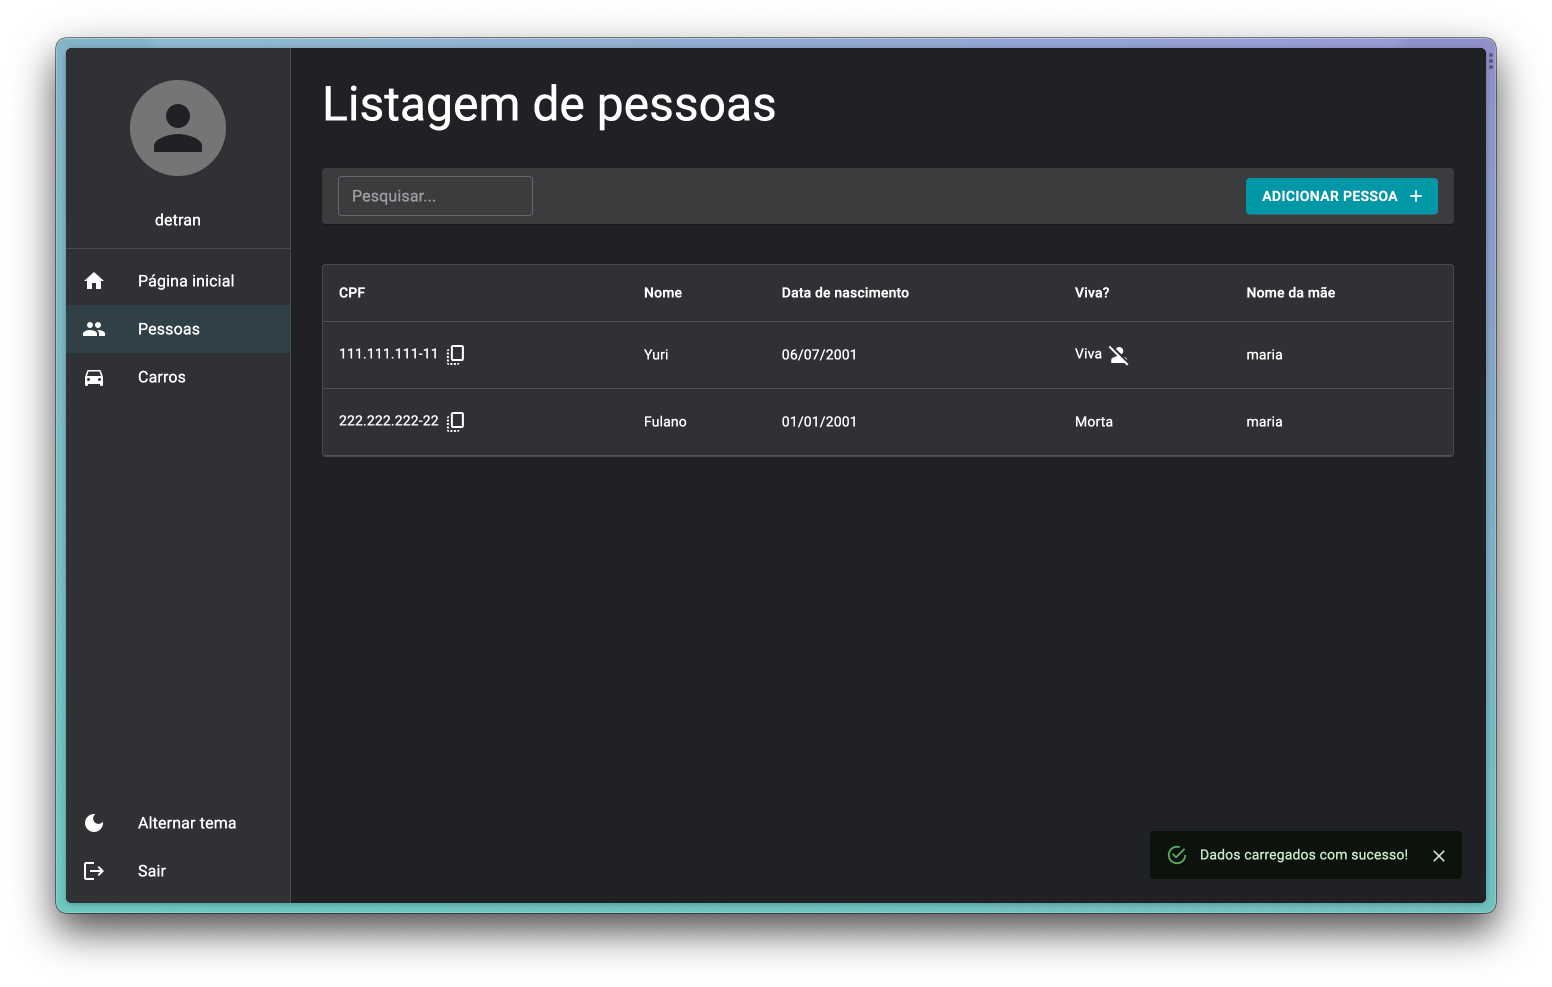 detran
Página inicial
Pessoas
Carros
Alternar tema
Sair
Listagem de pessoas
Pesquisar...
ADICIONAR PESSOA
CPF Nome Data de nascimento Viva? Nome da mãe
111.111.111-11 Yuri 06/07/2001 Viva maria
222.222.222-22 Fulano 01/01/2001 Morta maria
Dados carregados com sucesso!